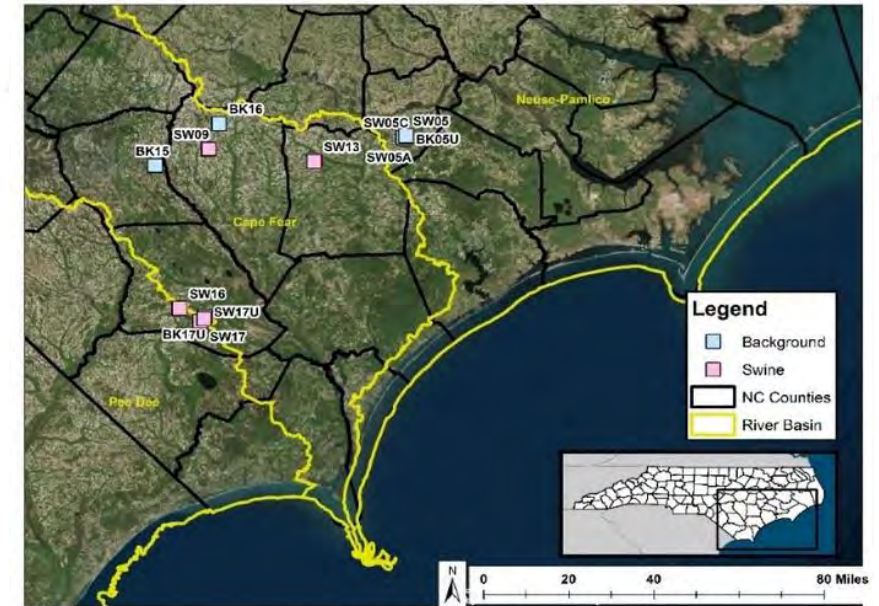 Neuse-Pamlico
BK16
SW05C SW05
SW09
BK05U
SW13
SW05A
BK15
Cape Fear
SW16
SW17U
BK17U SW17
Pee Dee
Legend
Background
Swine
NC Counties
River Basin
N
0 20 40 80 Miles